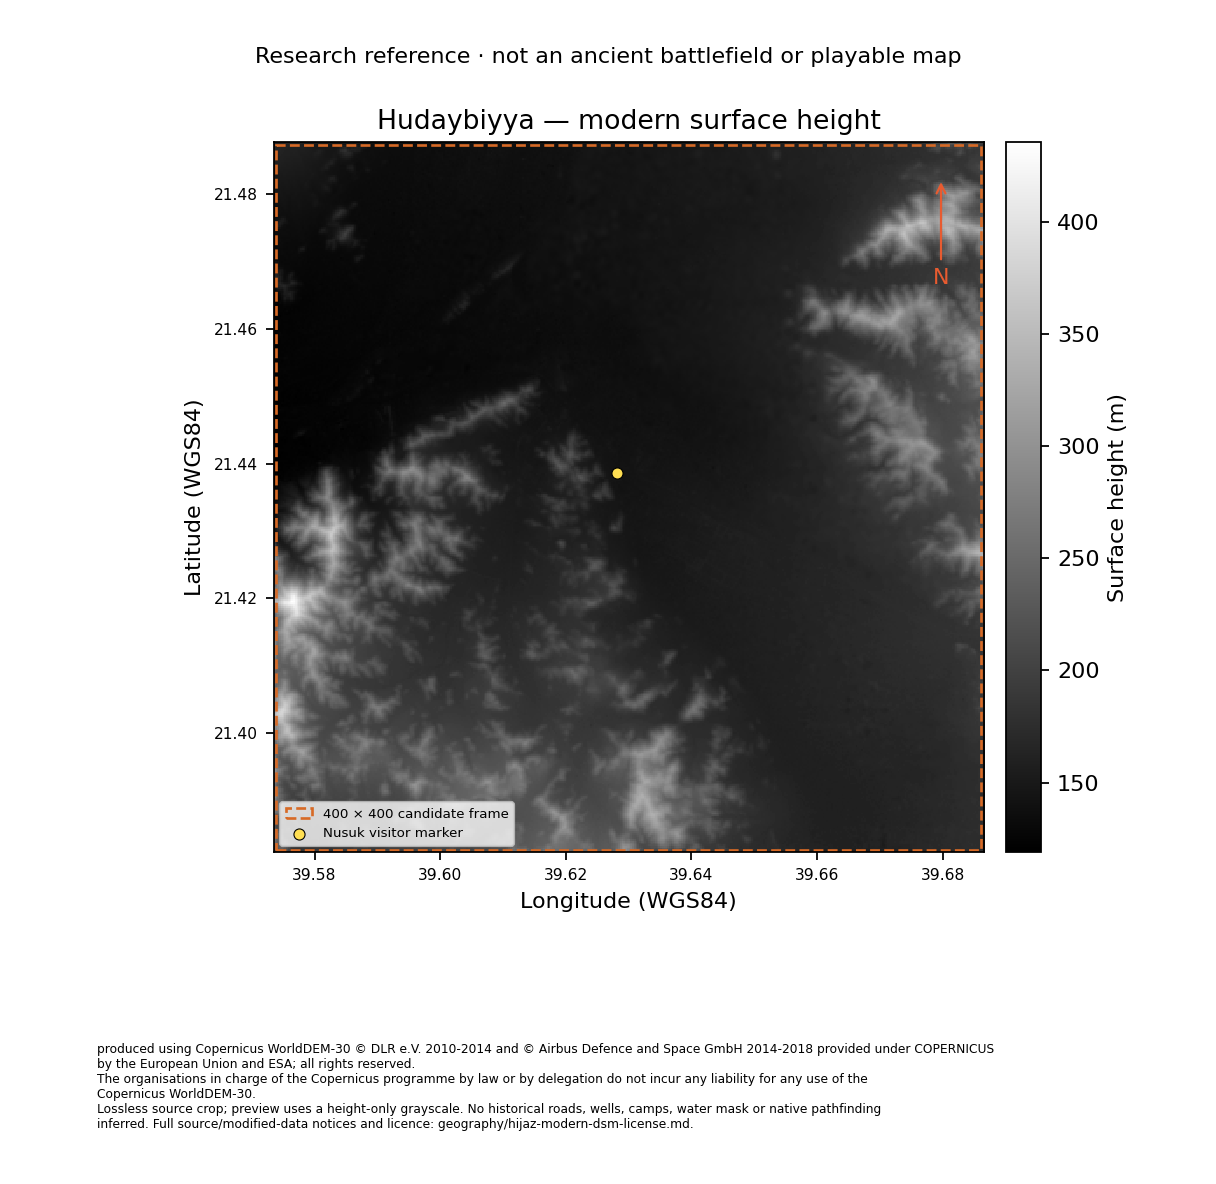 Research reference · not an ancient battlefield or playable map
Hudaybiyya — modern surface height
21.48
21.46
21.44
21.42
21.40
Latitude (WGS84)
N
400 × 400 candidate frame
Nusuk visitor marker
39.58
39.60
39.62
39.64
39.66
39.68
Longitude (WGS84)
400
350
300
250
200
150
Surface height (m)
produced using Copernicus WorldDEM-30 © DLR e.V. 2010-2014 and © Airbus Defence and Space GmbH 2014-2018 provided under COPERNICUS
by the European Union and ESA; all rights reserved.
The organisations in charge of the Copernicus programme by law or by delegation do not incur any liability for any use of the
Copernicus WorldDEM-30.
Lossless source crop; preview uses a height-only grayscale. No historical roads, wells, camps, water mask or native pathfinding
inferred. Full source/modified-data notices and licence: geography/hijaz-modern-dsm-license.md.